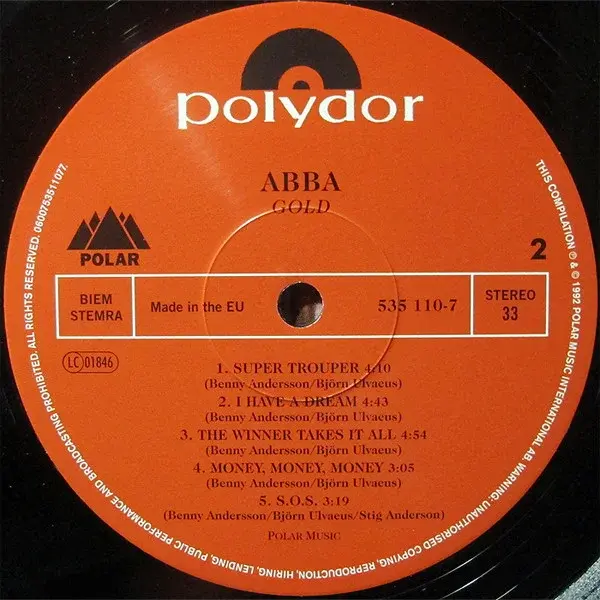 polydor
ABBA
GOLD
POLAR
2
BIEM
STEMRA
Made in the EU
535 110-7
STEREO
33
LC 01846
1. SUPER TROUPER 4:10
(Benny Andersson/Björn Ulvaeus)
2. I HAVE A DREAM 4:43
(Benny Andersson/Björn Ulvaeus)
3. THE WINNER TAKES IT ALL 4:54
(Benny Andersson/Björn Ulvaeus)
4. MONEY, MONEY, MONEY 3:05
(Benny Andersson/Björn Ulvaeus)
5. S.O.S. 3:19
(Benny Andersson/Björn Ulvaeus/Stig Anderson)
POLAR MUSIC
THIS COMPILATION ℗ & © 1992 POLAR MUSIC INTERNATIONAL AB. WARNING: UNAUTHORISED COPYING, REPRODUCTION, HIRING, LENDING, PUBLIC PERFORMANCE AND BROADCASTING PROHIBITED. ALL RIGHTS RESERVED. 0600753511077.